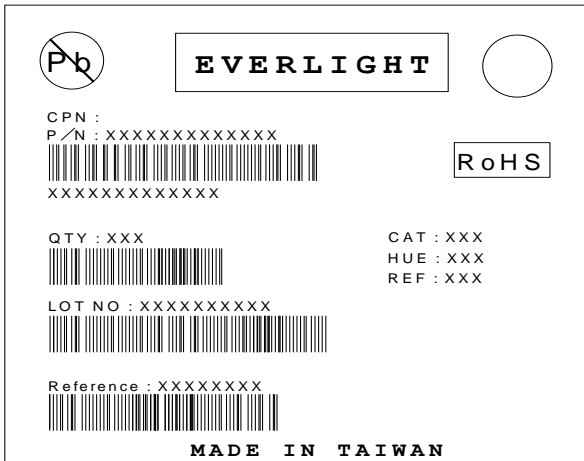 Pb
EVERLIGHT
CPN :
P/N : XXXXXXXXXXXXX
RoHS
XXXXXXXXXXXXX
QTY : XXX
CAT : XXX
HUE : XXX
REF : XXX
LOT NO : XXXXXXXXXX
Reference : XXXXXXXX
MADE IN TAIWAN